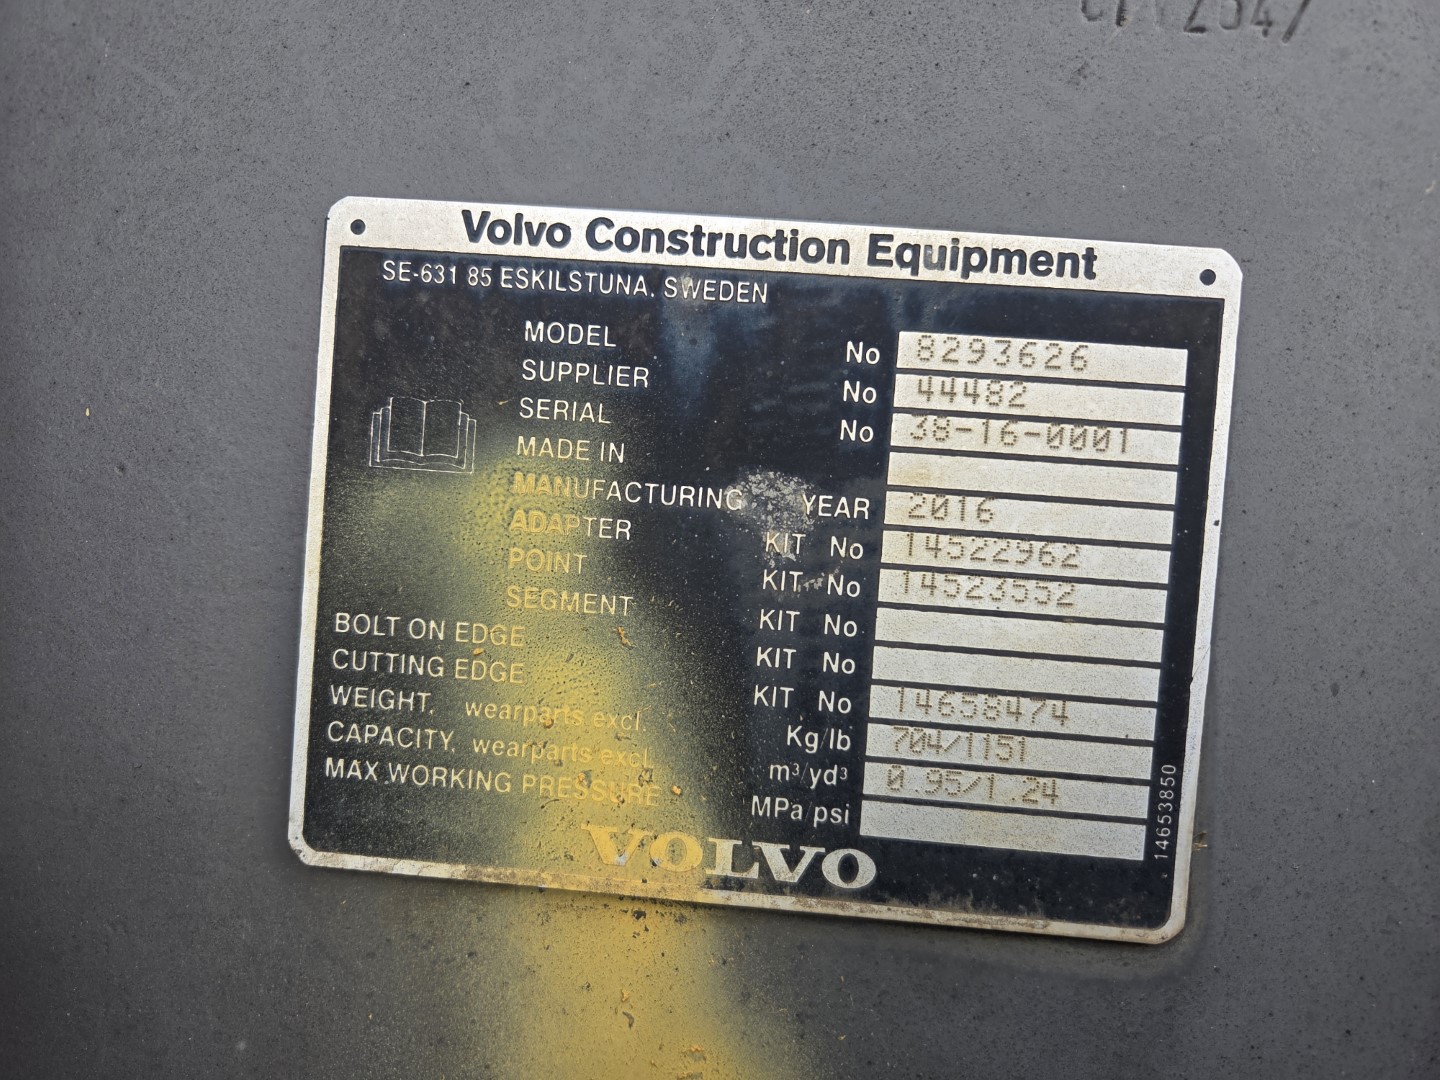 2647
Volvo Construction Equipment
SE-631 85 ESKILSTUNA. SWEDEN
MODEL No 8293626
SUPPLIER No 44482
SERIAL No 38-16-0001
MADE IN
MANUFACTURING YEAR 2016
ADAPTER KIT No 14522962
POINT KIT No 14523552
SEGMENT KIT No
BOLT ON EDGE KIT No
CUTTING EDGE KIT No 14658474
WEIGHT, wearparts excl. Kg/lb 704/1151
CAPACITY, wearparts excl. m³/yd³ 0.95/1.24
MAX WORKING PRESSURE MPa/psi
VOLVO
14653850